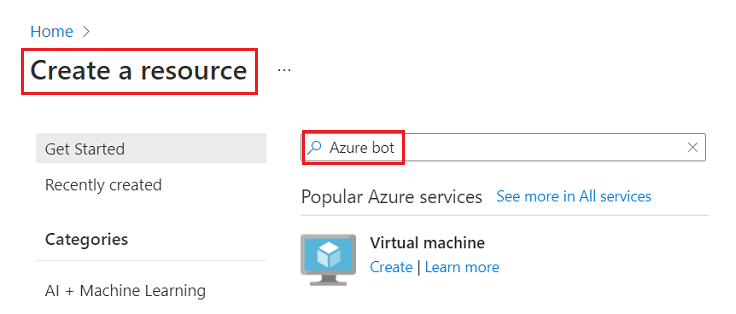 Home >
Create a resource ...
Get Started
Azure bot
Recently created
Popular Azure services See more in All services
Categories
Virtual machine
Create | Learn more
AI + Machine Learning